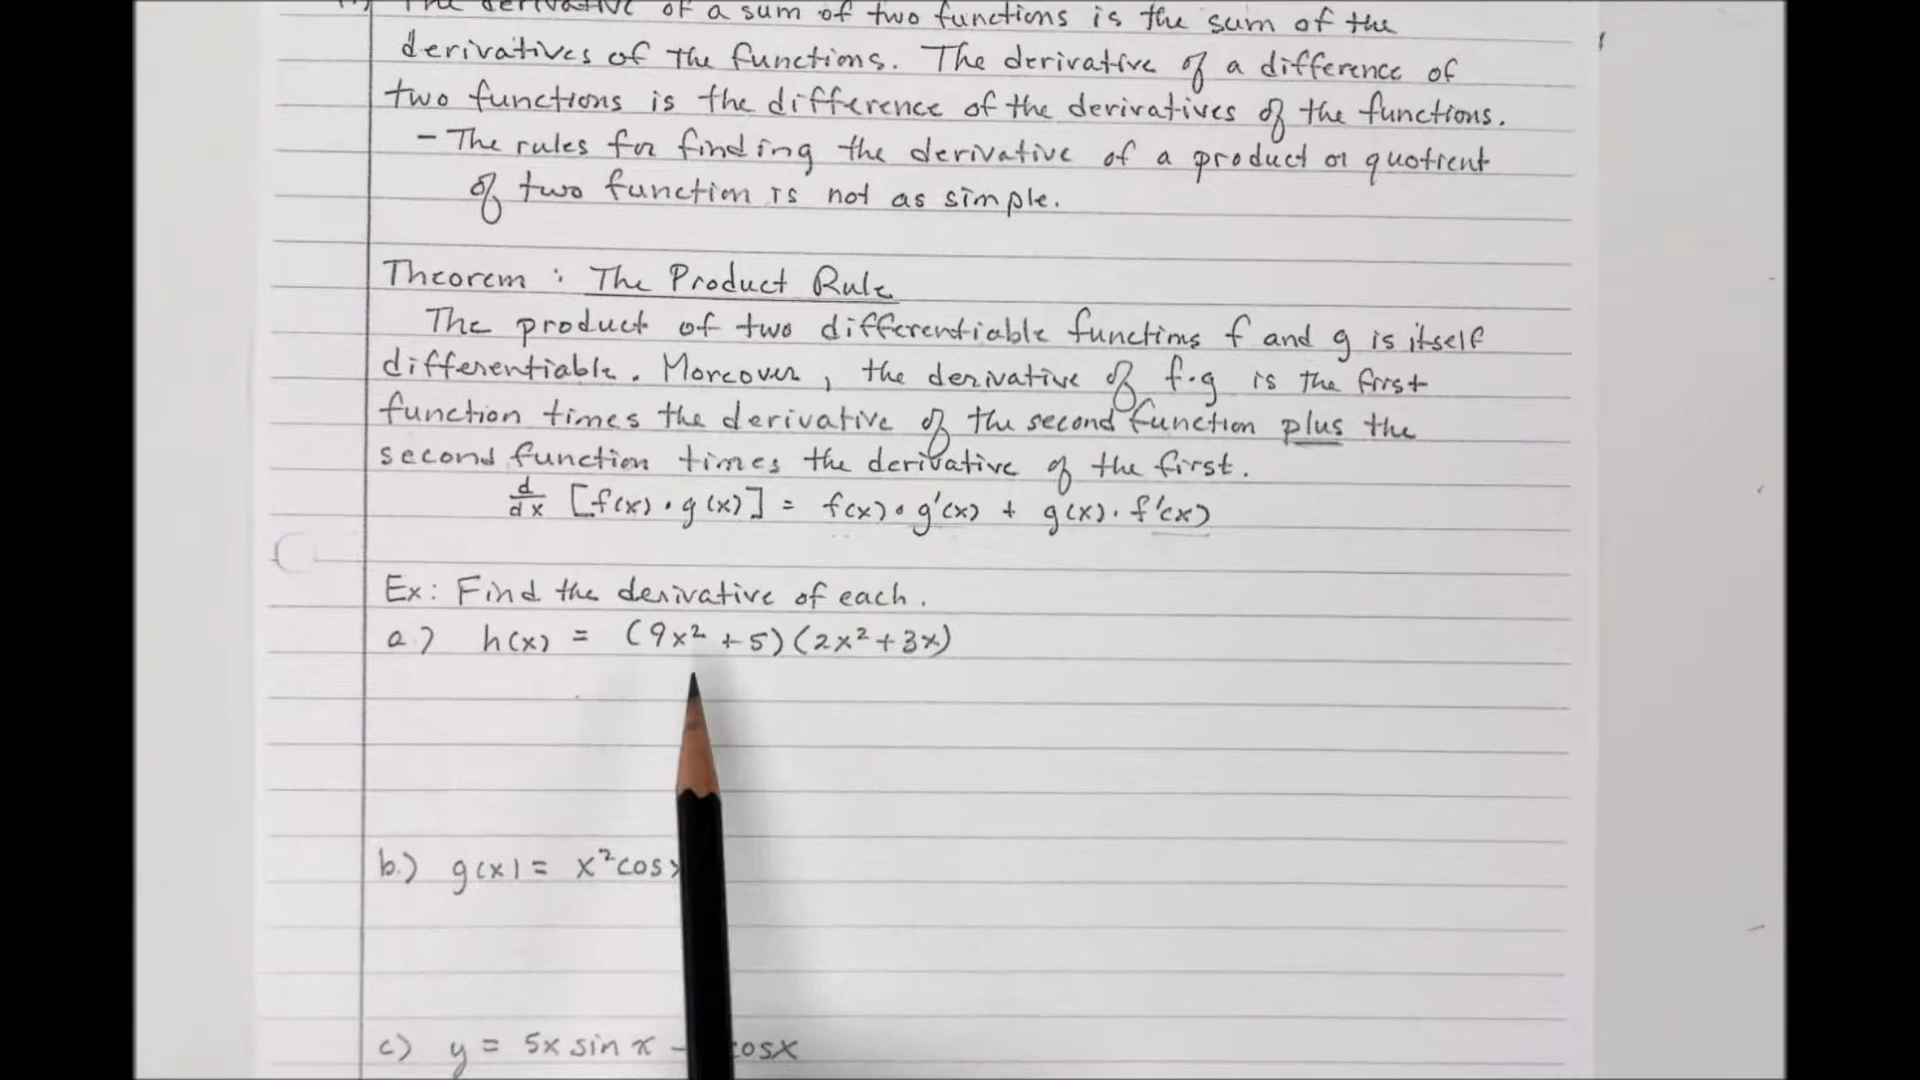 The derivative of a sum of two functions is the sum of the
derivatives of the functions. The derivative of a difference of
two functions is the difference of the derivatives of the functions.
- The rules for finding the derivative of a product or quotient
of two function is not as simple.
Theorem : The Product Rule
The product of two differentiable functions f and g is itself
differentiable. Moreover, the derivative of f·g is the first
function times the derivative of the second function plus the
second function times the derivative of the first.
d/dx [f(x)·g(x)] = f(x)·g'(x) + g(x)·f'(x)
Ex: Find the derivative of each.
a.) h(x) = (9x² + 5)(2x² + 3x)
b.) g(x) = x² cos
c.) y = 5x sin x - cosx